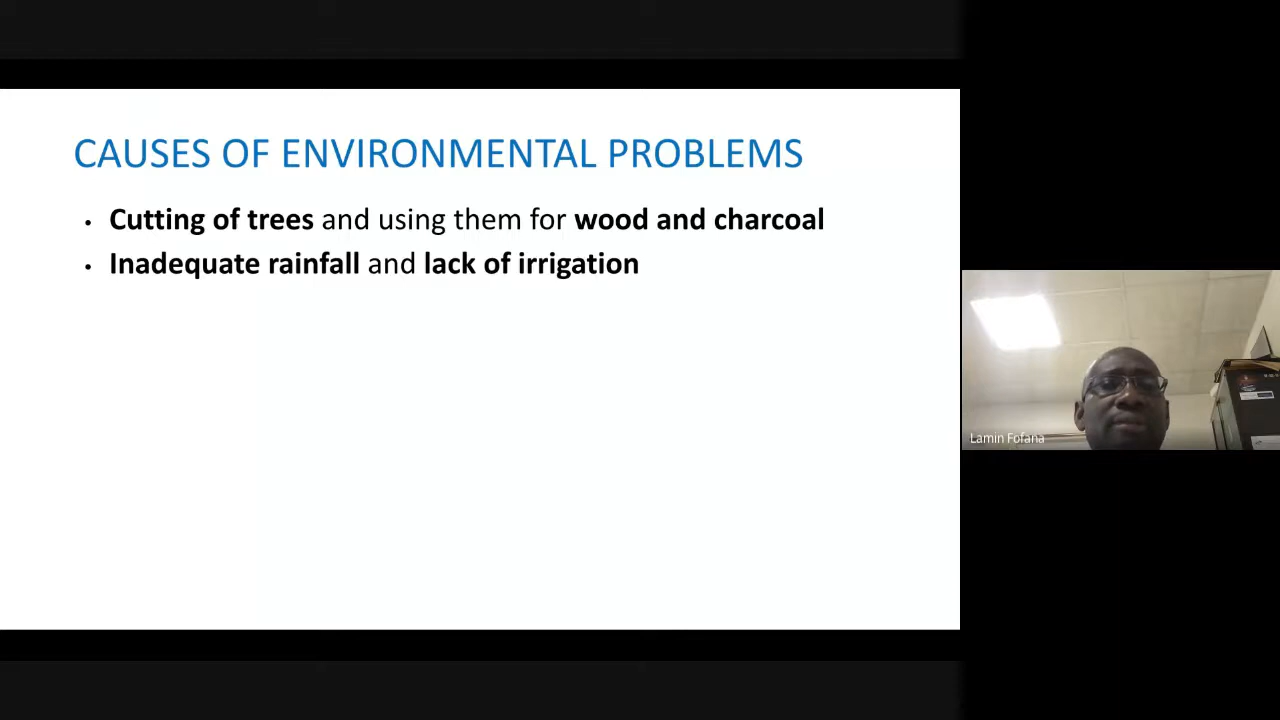 CAUSES OF ENVIRONMENTAL PROBLEMS
• Cutting of trees and using them for wood and charcoal
• Inadequate rainfall and lack of irrigation
Lamin Fofana